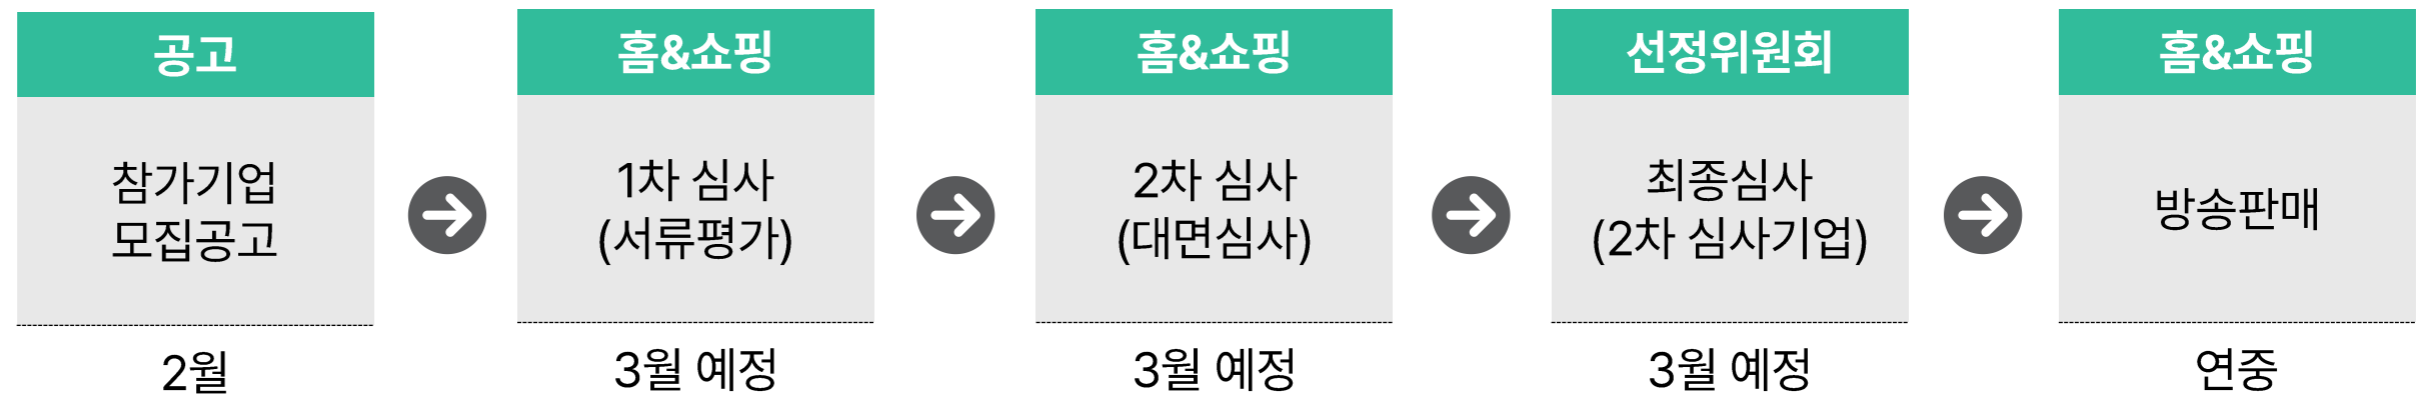 공고
참가기업
모집공고
2월
홈&쇼핑
1차 심사
(서류평가)
3월 예정
홈&쇼핑
2차 심사
(대면심사)
3월 예정
선정위원회
최종심사
(2차 심사기업)
3월 예정
홈&쇼핑
방송판매
연중